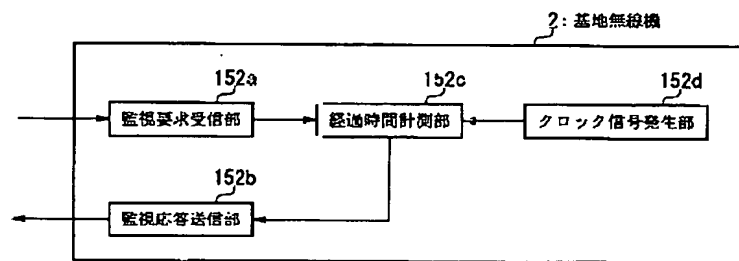 2：基地無線機
152a
152c
152d
監視要求受信部
経過時間計測部
クロック信号発生部
152b
監視応答送信部